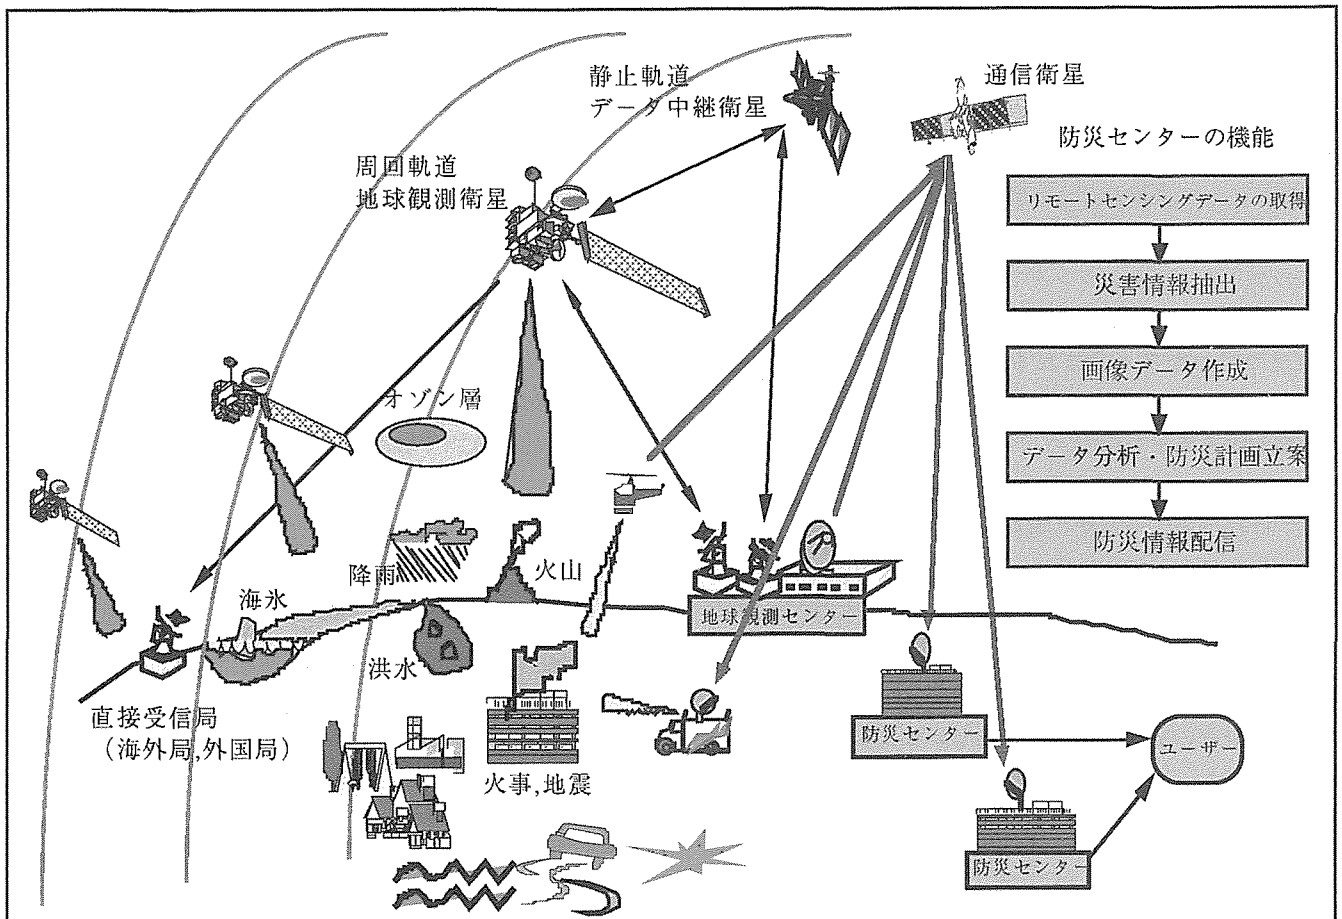 静止軌道
データ中継衛星
通信衛星
防災センターの機能
周回軌道
地球観測衛星
リモートセンシングデータの取得
災害情報抽出
画像データ作成
オゾン層
データ分析・防災計画立案
防災情報配信
降雨
火山
海氷
地球観測センター
洪水
直接受信局
(海外局,外国局)
火事,地震
防災センター
ユーザー
防災センター